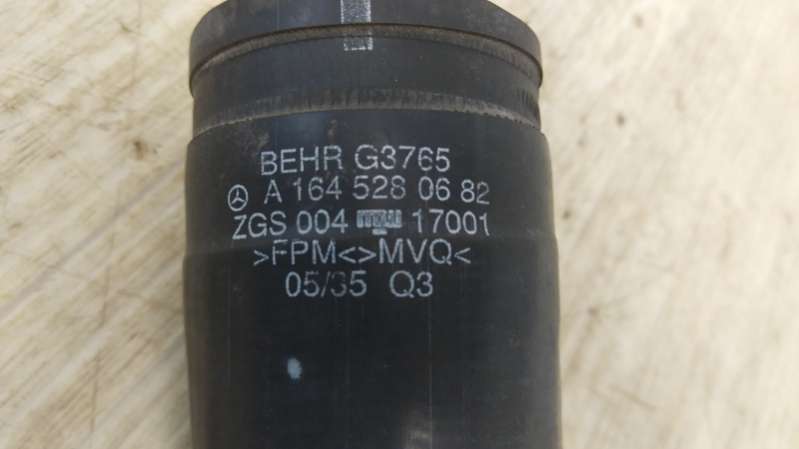 BEHR G3765
A 164 528 06 82
ZGS 004 17001
>FPM<>MVQ<
05/35 Q3